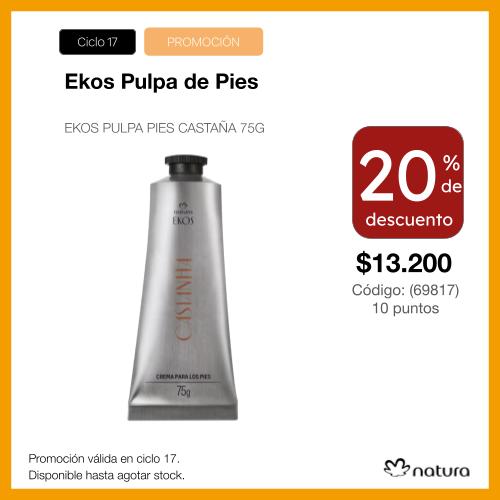 Ciclo 17
PROMOCIÓN
Ekos Pulpa de Pies
EKOS PULPA PIES CASTAÑA 75G
natura
EKOS
CASTANHA
CREMA PARA LOS PIES
75g
20% de
descuento
$13.200
Código: (69817)
10 puntos
Promoción válida en ciclo 17.
Disponible hasta agotar stock.
natura